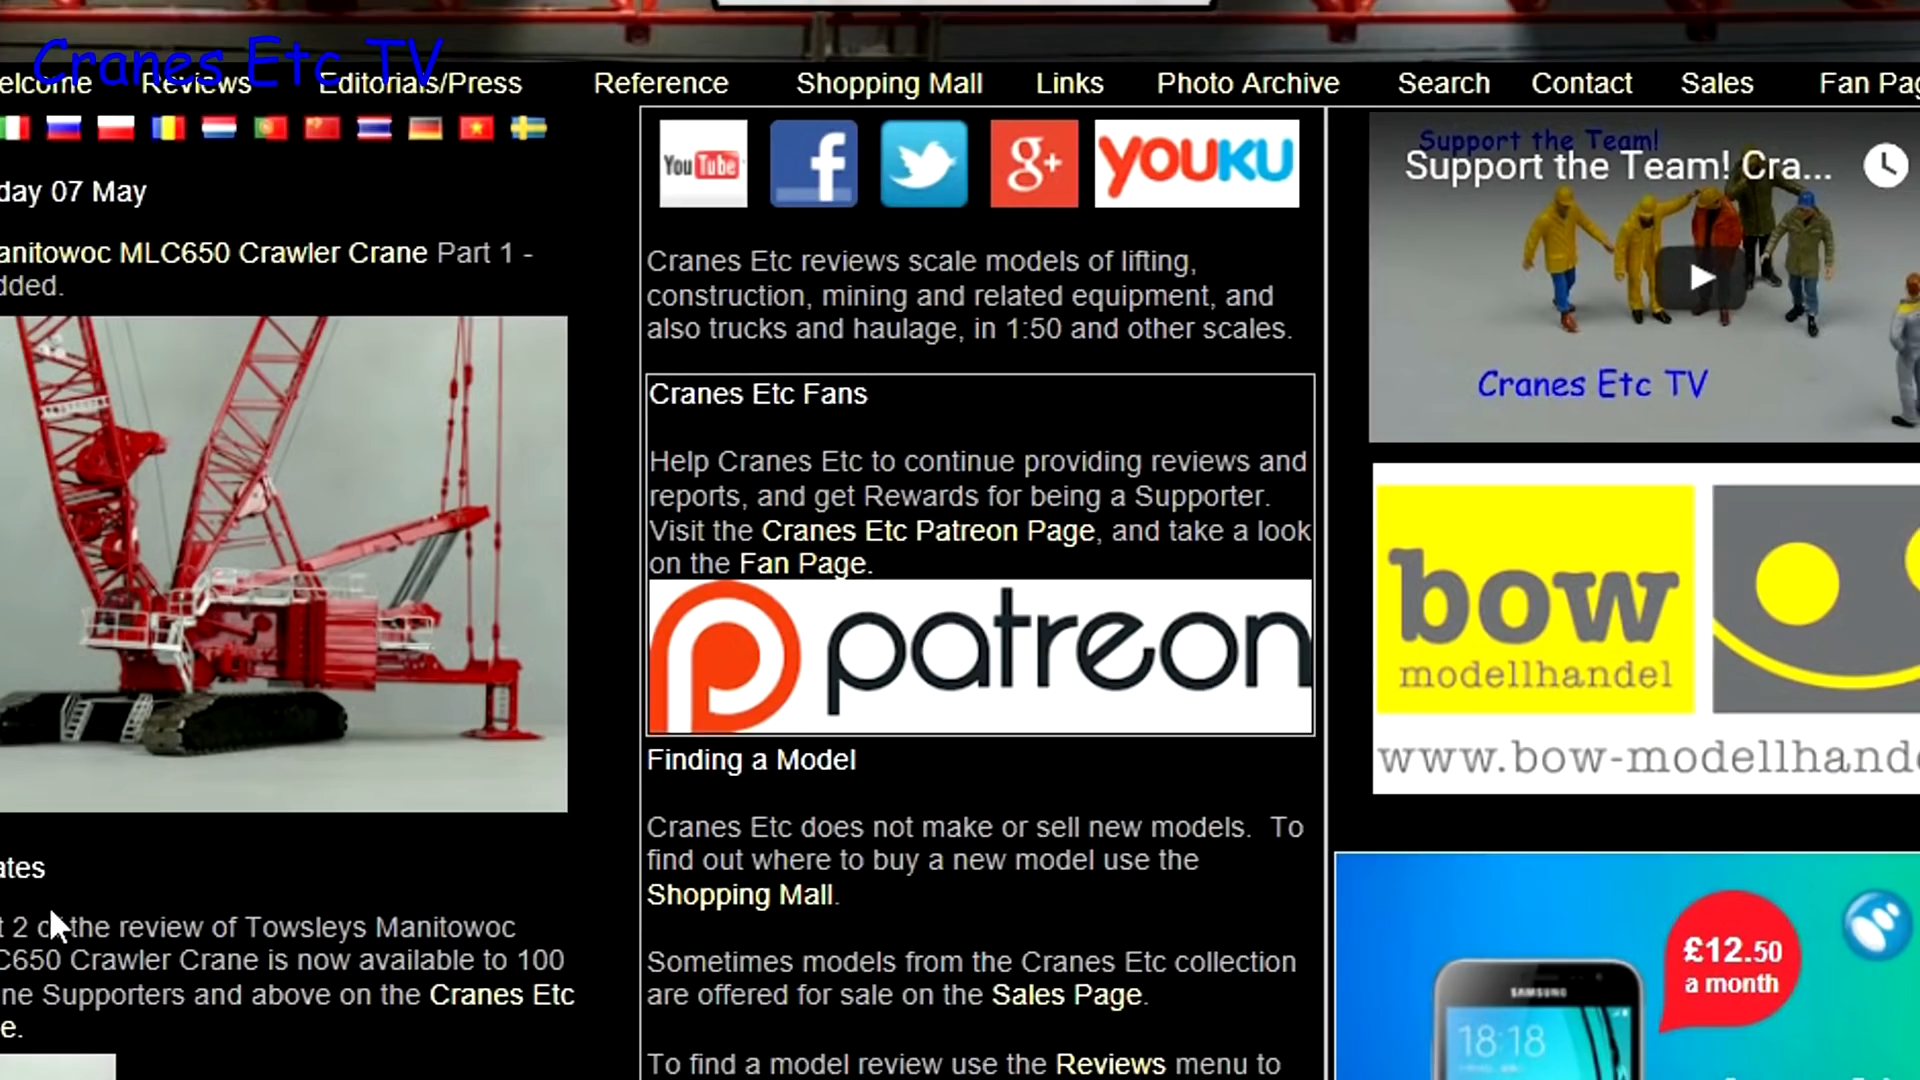 Cranes Etc TV
elcome Reviews Editorials/Press Reference Shopping Mall Links Photo Archive Search Contact Sales Fan Pag
day 07 May
anitowoc MLC650 Crawler Crane Part 1 -
dded.
ates
t 2 of the review of Towsleys Manitowoc
C650 Crawler Crane is now available to 100
ne Supporters and above on the Cranes Etc
e.
You Tube
f
g+
YOUKU
Cranes Etc reviews scale models of lifting,
construction, mining and related equipment, and
also trucks and haulage, in 1:50 and other scales.
Cranes Etc Fans
Help Cranes Etc to continue providing reviews and
reports, and get Rewards for being a Supporter.
Visit the Cranes Etc Patreon Page, and take a look
on the Fan Page.
patreon
Finding a Model
Cranes Etc does not make or sell new models. To
find out where to buy a new model use the
Shopping Mall.
Sometimes models from the Cranes Etc collection
are offered for sale on the Sales Page.
To find a model review use the Reviews menu to
Support the Team!
Support the Team! Cra...
Cranes Etc TV
bow
modellhandel
www.bow-modellhande
£12.50
a month
SAMSUNG
18:18